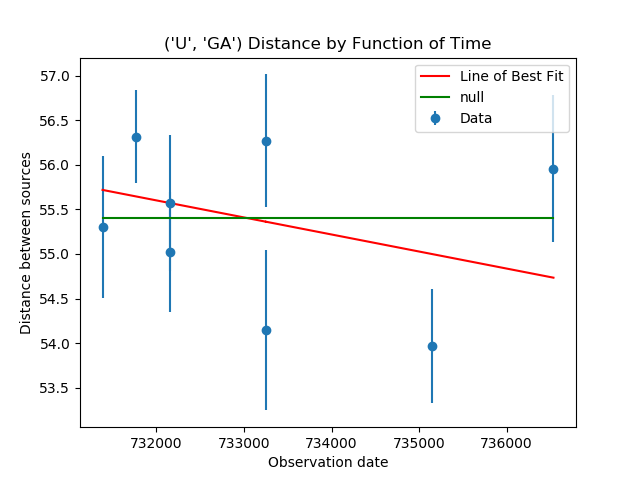 ('U', 'GA') Distance by Function of Time
Line of Best Fit
null
Data
Distance between sources
57.0
56.5
56.0
55.5
55.0
54.5
54.0
53.5
732000 733000 734000 735000 736000
Observation date